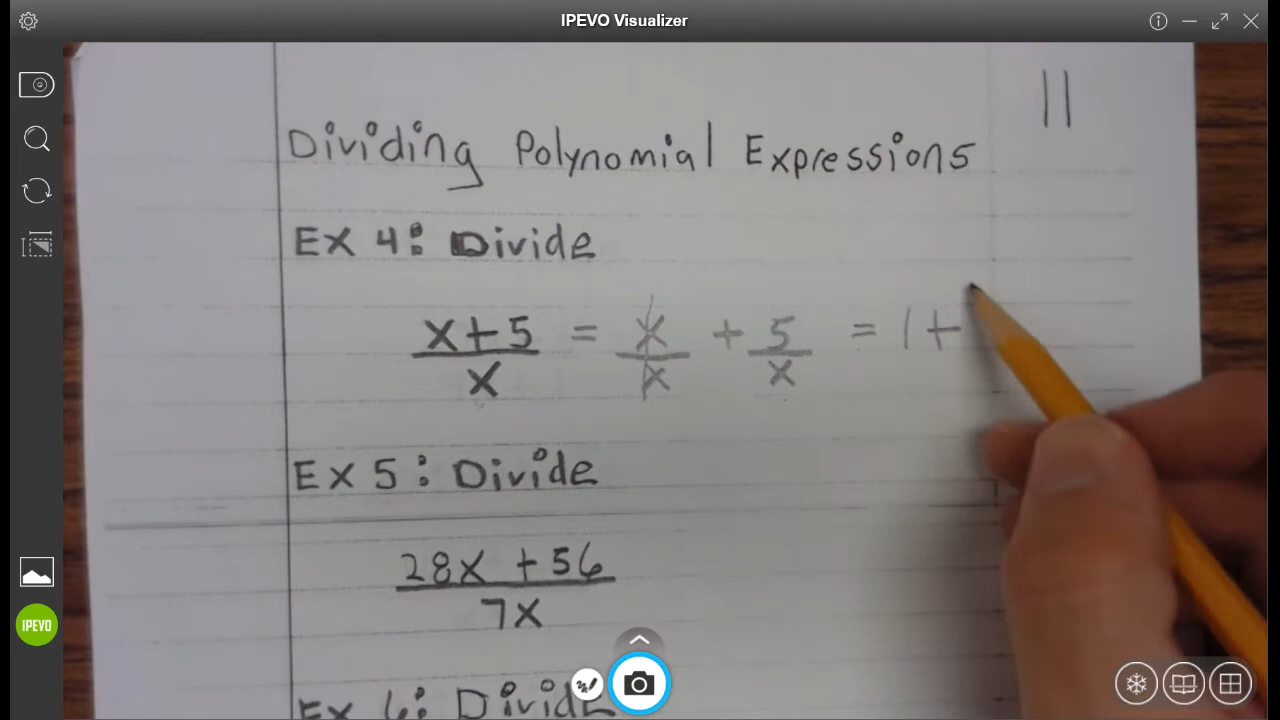 IPEVO Visualizer
11
Dividing Polynomial Expressions
Ex 4: Divide
x+5 = x + 5 = 1+
x x x
Ex 5: Divide
28x + 56
7x
Ex 6: Divide
IPEVO